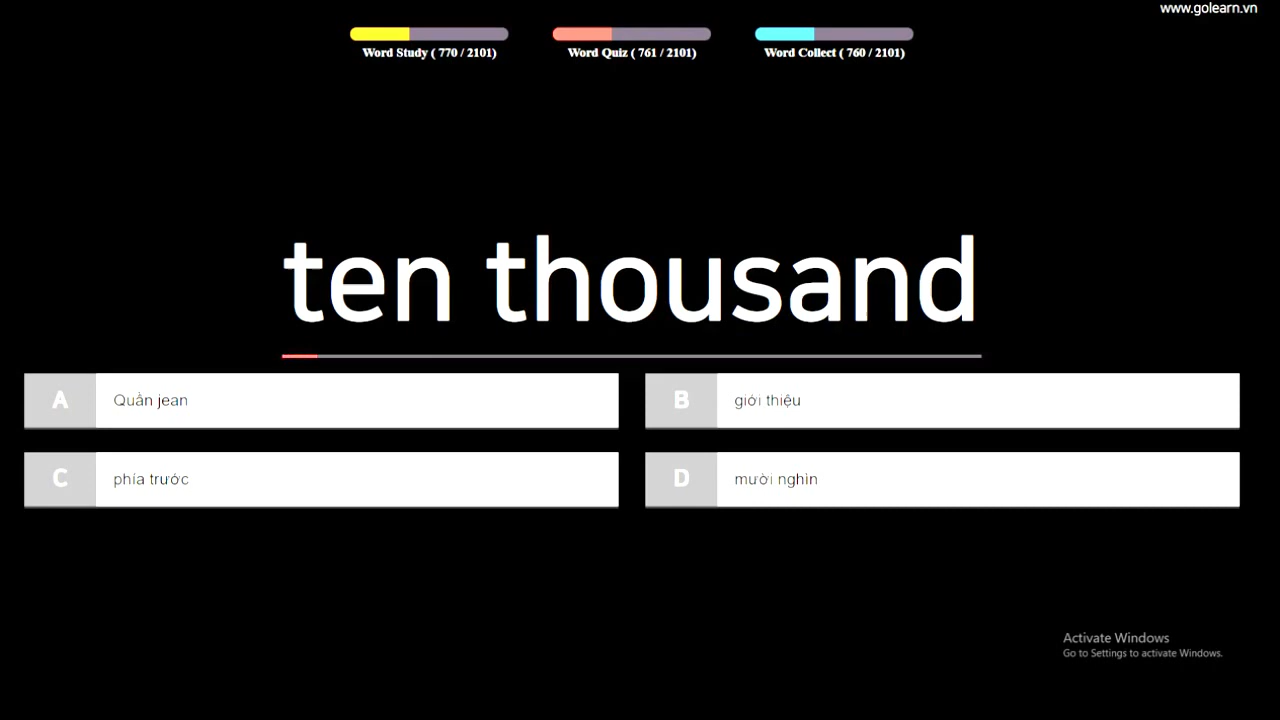 www.golearn.vn
Word Study ( 770 / 2101)
Word Quiz ( 761 / 2101)
Word Collect ( 760 / 2101)
ten thousand
A Quần jean
B giới thiệu
C phía trước
D mười nghìn
Activate Windows
Go to Settings to activate Windows.